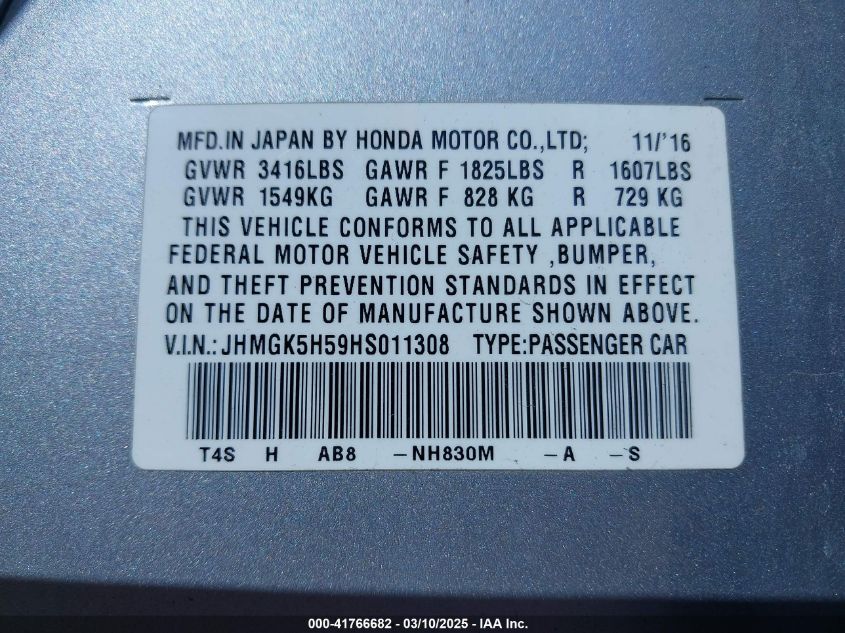 MFD.IN JAPAN BY HONDA MOTOR CO.,LTD; 11/'16
GVWR 3416LBS GAWR F 1825LBS R 1607LBS
GVWR 1549KG GAWR F 828 KG R 729 KG
THIS VEHICLE CONFORMS TO ALL APPLICABLE
FEDERAL MOTOR VEHICLE SAFETY ,BUMPER,
AND THEFT PREVENTION STANDARDS IN EFFECT
ON THE DATE OF MANUFACTURE SHOWN ABOVE.
V.I.N.: JHMGK5H59HS011308 TYPE:PASSENGER CAR
T4S H AB8 -NH830M -A -S
000-41766682 - 03/10/2025 - IAA Inc.